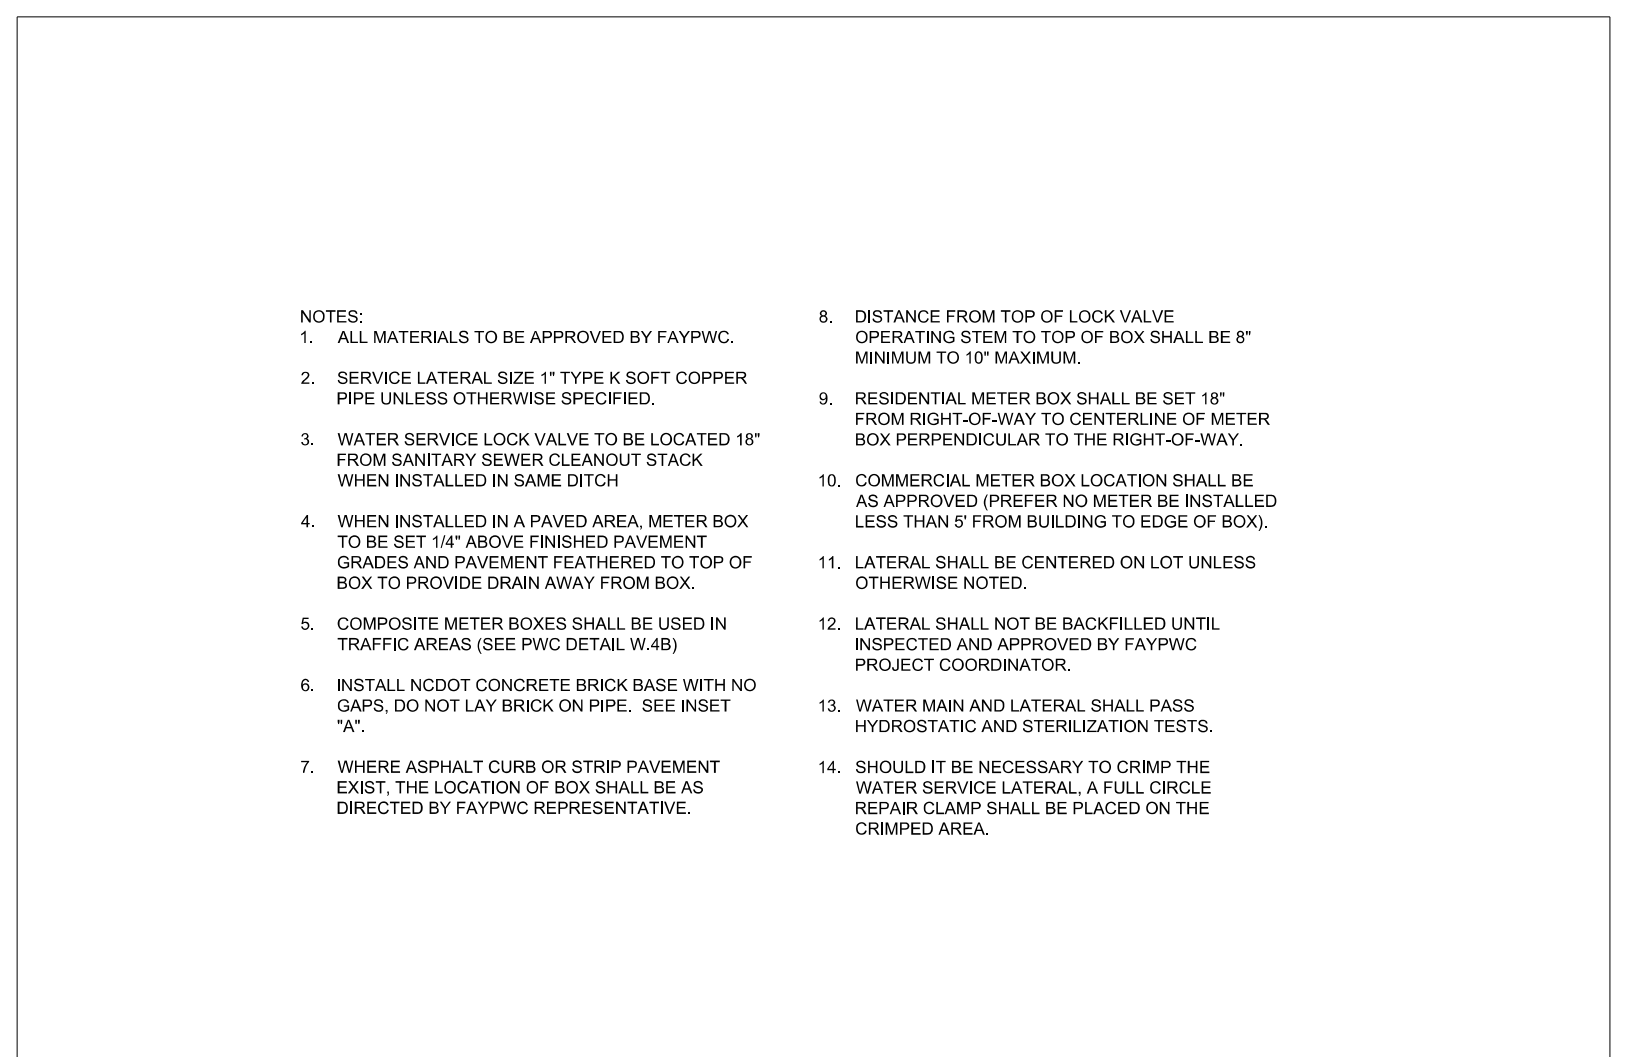 NOTES:
1. ALL MATERIALS TO BE APPROVED BY FAYPWC.
2. SERVICE LATERAL SIZE 1" TYPE K SOFT COPPER
PIPE UNLESS OTHERWISE SPECIFIED.
3. WATER SERVICE LOCK VALVE TO BE LOCATED 18"
FROM SANITARY SEWER CLEANOUT STACK
WHEN INSTALLED IN SAME DITCH
4. WHEN INSTALLED IN A PAVED AREA, METER BOX
TO BE SET 1/4" ABOVE FINISHED PAVEMENT
GRADES AND PAVEMENT FEATHERED TO TOP OF
BOX TO PROVIDE DRAIN AWAY FROM BOX.
5. COMPOSITE METER BOXES SHALL BE USED IN
TRAFFIC AREAS (SEE PWC DETAIL W.4B)
6. INSTALL NCDOT CONCRETE BRICK BASE WITH NO
GAPS, DO NOT LAY BRICK ON PIPE. SEE INSET
"A".
7. WHERE ASPHALT CURB OR STRIP PAVEMENT
EXIST, THE LOCATION OF BOX SHALL BE AS
DIRECTED BY FAYPWC REPRESENTATIVE.
8. DISTANCE FROM TOP OF LOCK VALVE
OPERATING STEM TO TOP OF BOX SHALL BE 8"
MINIMUM TO 10" MAXIMUM.
9. RESIDENTIAL METER BOX SHALL BE SET 18"
FROM RIGHT-OF-WAY TO CENTERLINE OF METER
BOX PERPENDICULAR TO THE RIGHT-OF-WAY.
10. COMMERCIAL METER BOX LOCATION SHALL BE
AS APPROVED (PREFER NO METER BE INSTALLED
LESS THAN 5' FROM BUILDING TO EDGE OF BOX).
11. LATERAL SHALL BE CENTERED ON LOT UNLESS
OTHERWISE NOTED.
12. LATERAL SHALL NOT BE BACKFILLED UNTIL
INSPECTED AND APPROVED BY FAYPWC
PROJECT COORDINATOR.
13. WATER MAIN AND LATERAL SHALL PASS
HYDROSTATIC AND STERILIZATION TESTS.
14. SHOULD IT BE NECESSARY TO CRIMP THE
WATER SERVICE LATERAL, A FULL CIRCLE
REPAIR CLAMP SHALL BE PLACED ON THE
CRIMPED AREA.